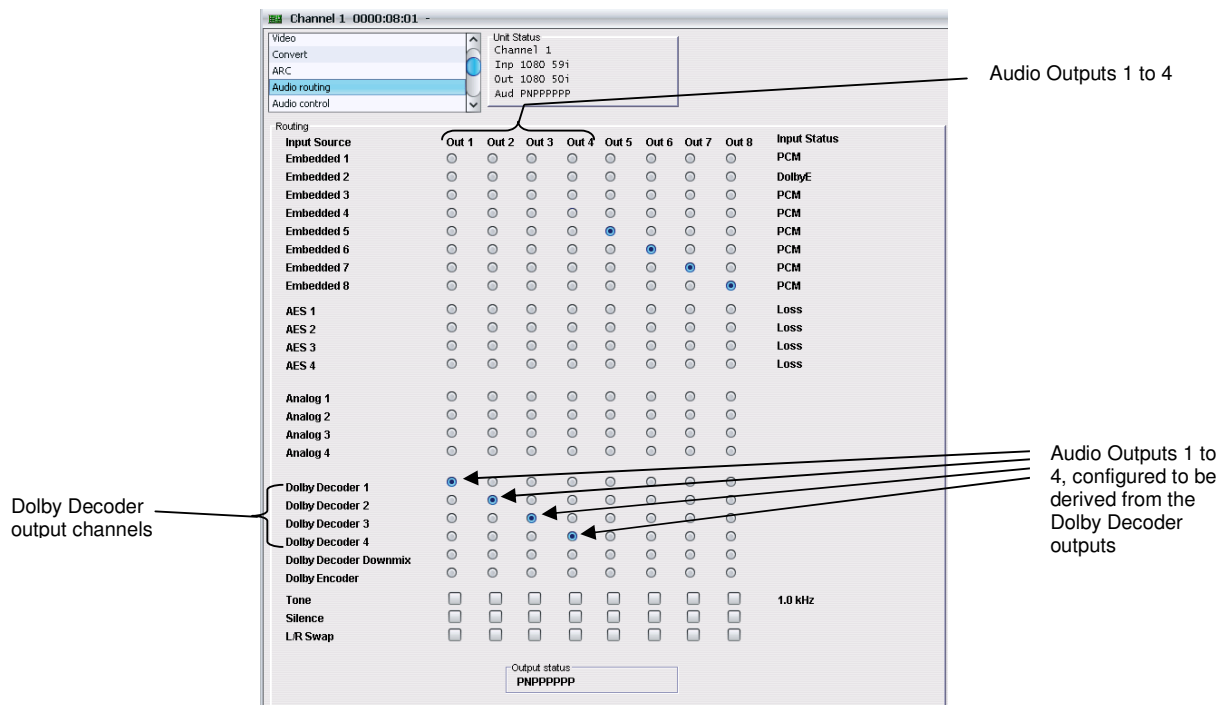 Channel 1 0000:08:01 -
Video
Convert
ARC
Audio routing
Audio control
Unit Status
Channel 1
Inp 1080 59i
Out 1080 50i
Aud PNPPPPPP
Audio Outputs 1 to 4
Routing
Input Source Out 1 Out 2 Out 3 Out 4 Out 5 Out 6 Out 7 Out 8 Input Status
Embedded 1 PCM
Embedded 2 DolbyE
Embedded 3 PCM
Embedded 4 PCM
Embedded 5 PCM
Embedded 6 PCM
Embedded 7 PCM
Embedded 8 PCM
AES 1 Loss
AES 2 Loss
AES 3 Loss
AES 4 Loss
Analog 1
Analog 2
Analog 3
Analog 4
Dolby Decoder 1
Dolby Decoder 2
Dolby Decoder 3
Dolby Decoder 4
Dolby Decoder Downmix
Dolby Encoder
Tone 1.0 kHz
Silence
L/R Swap
Output status
PNPPPPPP
Dolby Decoder
output channels
Audio Outputs 1 to
4, configured to be
derived from the
Dolby Decoder
outputs